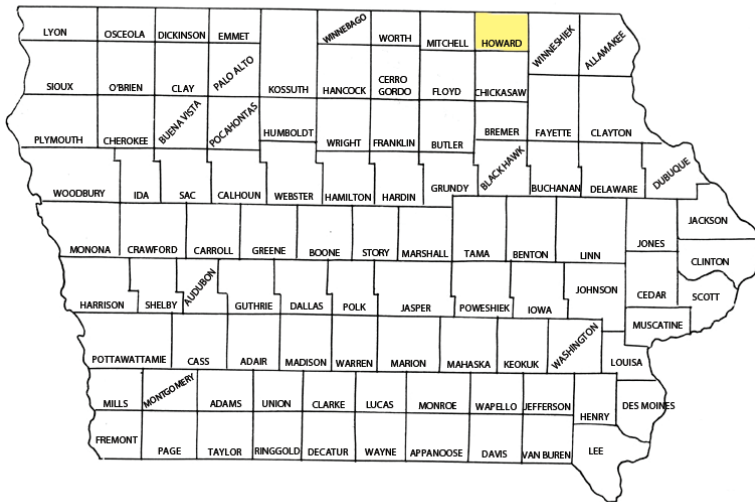 LYON OSCEOLA DICKINSON EMMET WINNEBAGO WORTH MITCHELL HOWARD WINNESHIEK ALLAMAKEE
SIOUX O'BRIEN CLAY PALO ALTO KOSSUTH HANCOCK CERRO GORDO FLOYD CHICKASAW
PLYMOUTH CHEROKEE BUENA VISTA POCAHONTAS HUMBOLDT WRIGHT FRANKLIN BUTLER BREMER FAYETTE CLAYTON
WOODBURY IDA SAC CALHOUN WEBSTER HAMILTON HARDIN GRUNDY BLACK HAWK BUCHANAN DELAWARE DUBUQUE
MONONA CRAWFORD CARROLL GREENE BOONE STORY MARSHALL TAMA BENTON LINN JONES JACKSON
HARRISON SHELBY AUDUBON GUTHRIE DALLAS POLK JASPER POWESHIEK IOWA JOHNSON CEDAR CLINTON
SCOTT
MUSCATINE
POTTAWATTAMIE CASS ADAIR MADISON WARREN MARION MAHASKA KEOKUK WASHINGTON LOUISA
MILLS MONTGOMERY ADAMS UNION CLARKE LUCAS MONROE WAPELLO JEFFERSON HENRY DES MOINES
FREMONT PAGE TAYLOR RINGGOLD DECATUR WAYNE APPANOOSE DAVIS VAN BUREN LEE